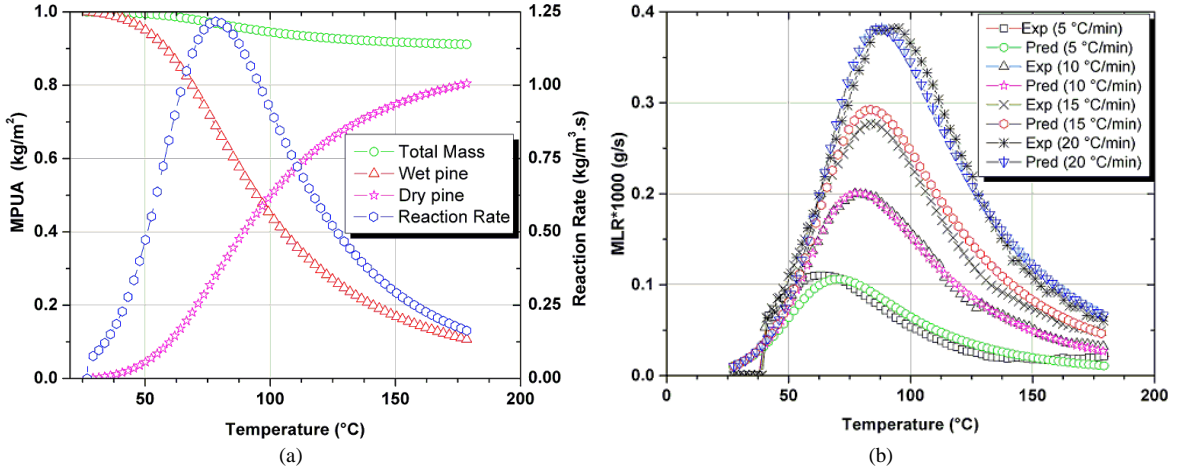 1.0
0.8
0.6
0.4
0.2
0.0
MPUA (kg/m²)
1.25
1.00
0.75
0.50
0.25
0.00
Reaction Rate (kg/m³.s)
Total Mass
Wet pine
Dry pine
Reaction Rate
50
100
150
200
Temperature (°C)
(a)
0.4
0.3
0.2
0.1
0.0
MLR*1000 (g/s)
Exp (5 °C/min)
Pred (5 °C/min)
Exp (10 °C/min)
Pred (10 °C/min)
Exp (15 °C/min)
Pred (15 °C/min)
Exp (20 °C/min)
Pred (20 °C/min)
0
50
100
150
200
Temperature (°C)
(b)